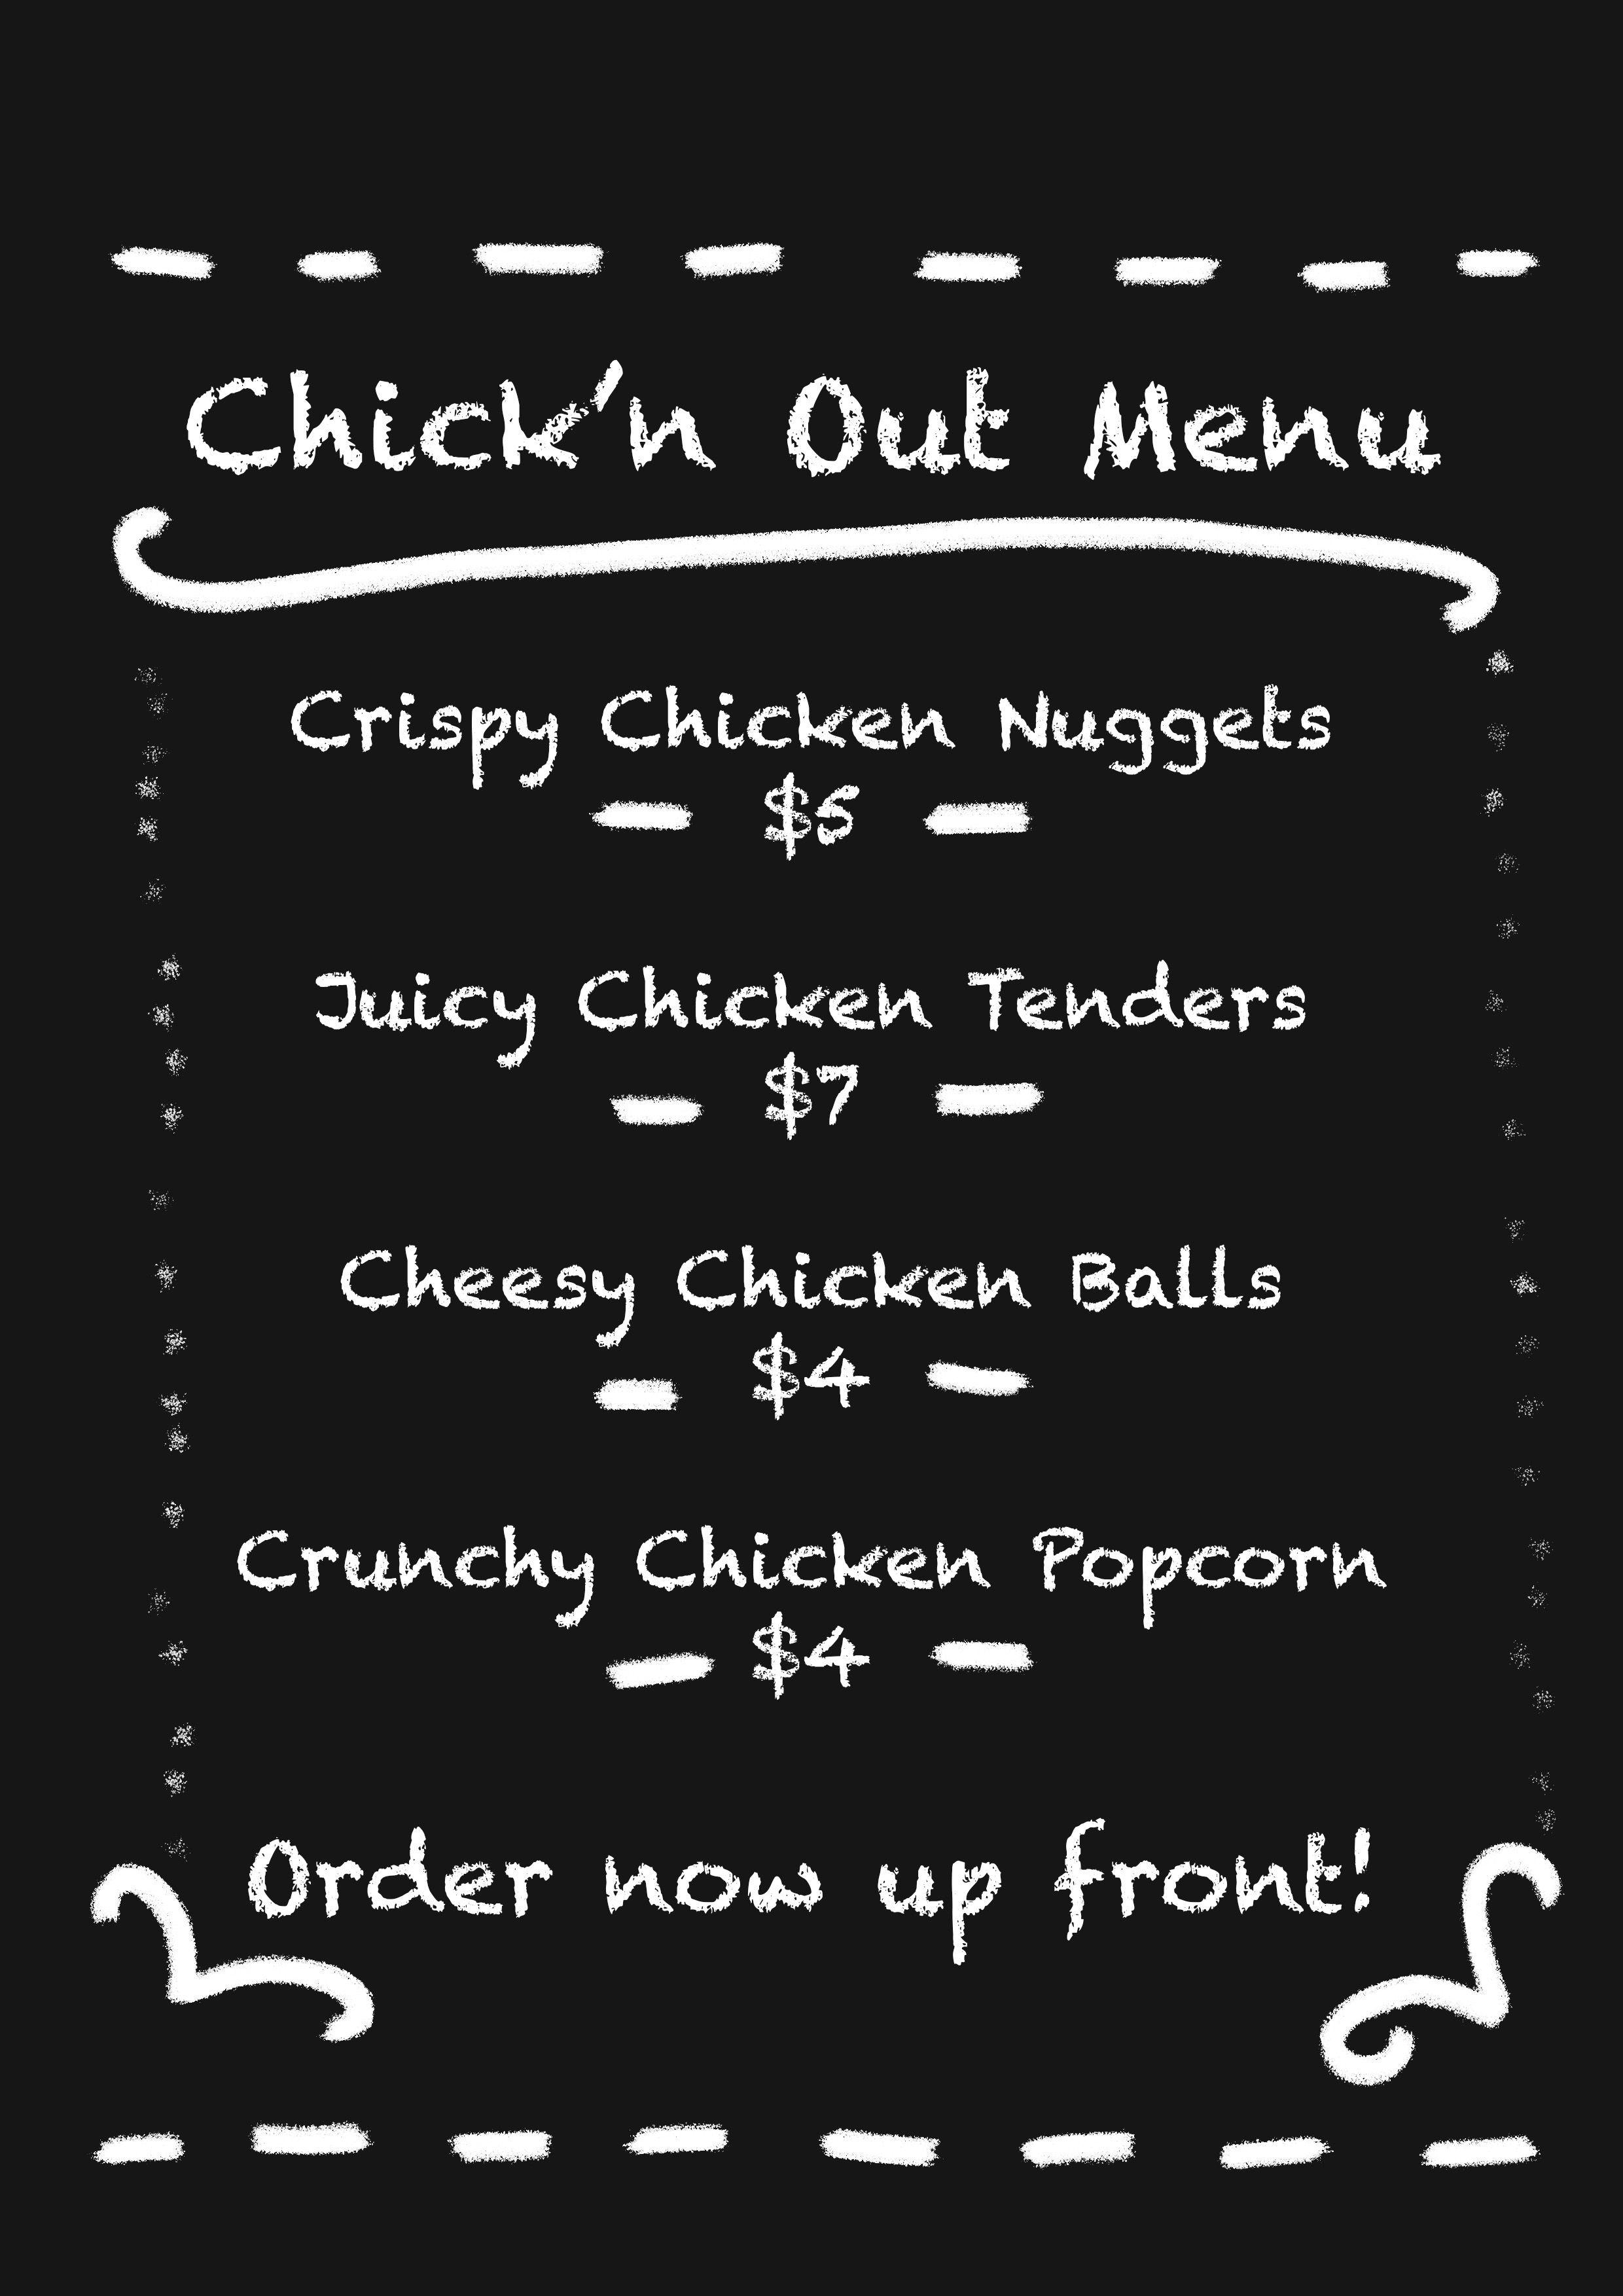 Chick'n Out Menu
Crispy Chicken Nuggets
$5
Juicy Chicken Tenders
$7
Cheesy Chicken Balls
$4
Crunchy Chicken Popcorn
$4
Order now up front!